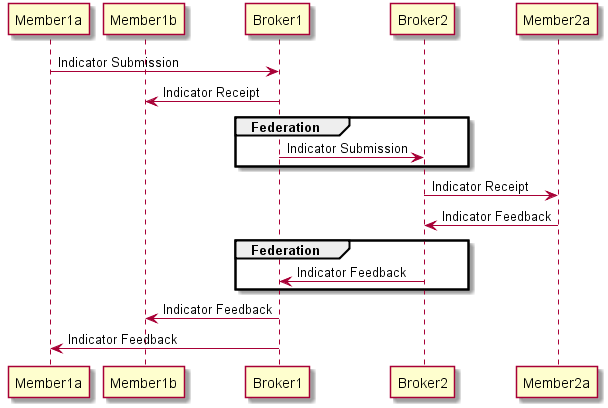 Member1a Member1b Broker1 Broker2 Member2a
Indicator Submission
Indicator Receipt
Federation
Indicator Submission
Indicator Receipt
Indicator Feedback
Federation
Indicator Feedback
Indicator Feedback
Indicator Feedback
Member1a Member1b Broker1 Broker2 Member2a